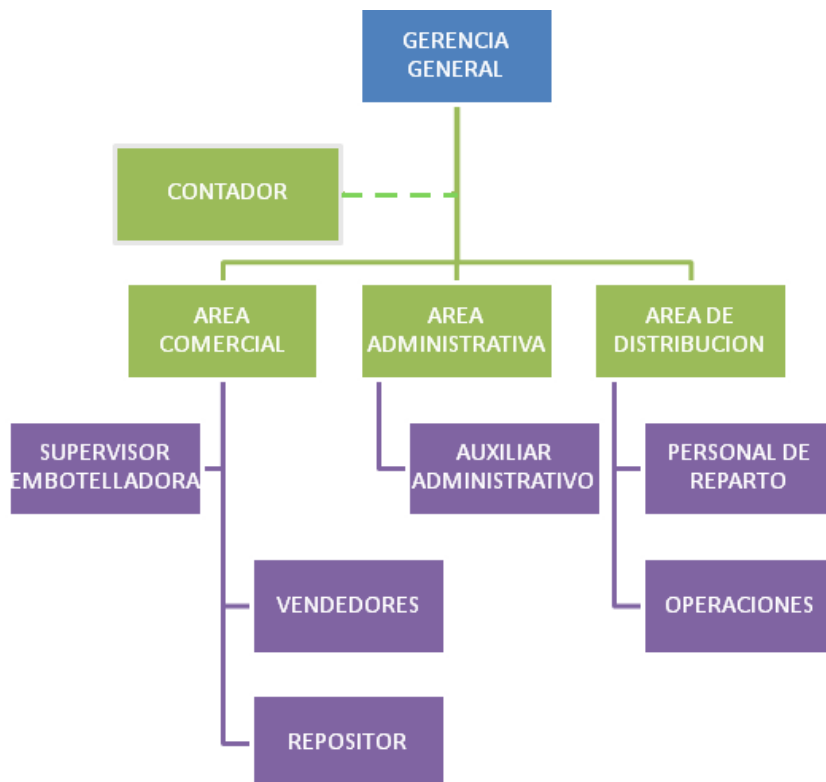 GERENCIA
GENERAL
CONTADOR
AREA
COMERCIAL
AREA
ADMINISTRATIVA
AREA DE
DISTRIBUCION
SUPERVISOR
EMBOTELLADORA
AUXILIAR
ADMINISTRATIVO
PERSONAL DE
REPARTO
VENDEDORES
OPERACIONES
REPOSITOR